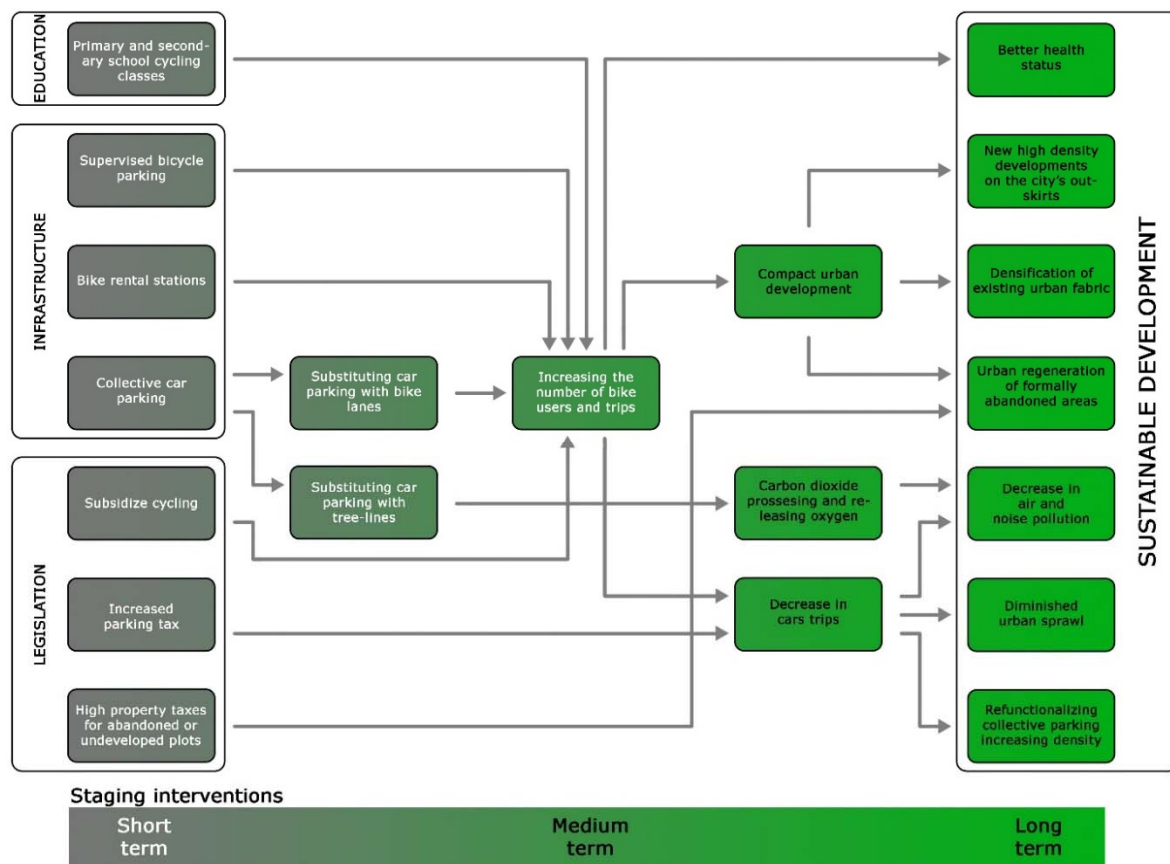 EDUCATION
Primary and second-
ary school cycling
classes
INFRASTRUCTURE
Supervised bicycle
parking
Bike rental stations
Collective car
parking
LEGISLATION
Subsidize cycling
Increased
parking tax
High property taxes
for abandoned or
undeveloped plots
Substituting car
parking with bike
lanes
Substituting car
parking with
tree-lines
Increasing the
number of bike
users and trips
Compact urban
development
Carbon dioxide
prossesing and re-
leasing oxygen
Decrease in
cars trips
Better health
status
New high density
developments
on the city's out-
skirts
Densification of
existing urban fabric
Urban regeneration
of formally
abandoned areas
Decrease in
air and
noise pollution
Diminished
urban sprawl
Refunctionalizing
collective parking
increasing density
SUSTAINABLE DEVELOPMENT
Staging interventions
Short
term
Medium
term
Long
term